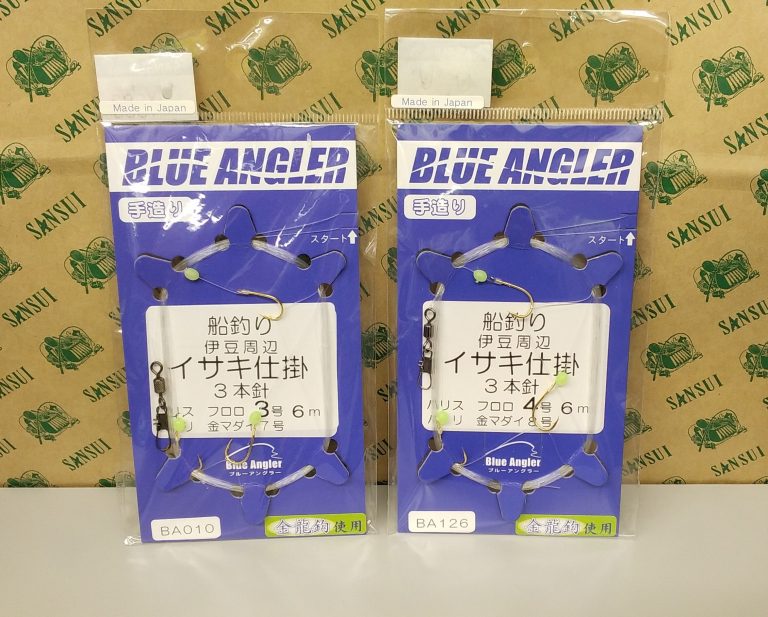 Made in Japan
BLUE ANGLER
手造り
スタート
船釣り
伊豆周辺
イサキ仕掛
3本針
ハリス フロロ 3号 6m
金マダイ7号
Blue Angler
ブルーアングラー
BA010
金龍鈎使用
Made in Japan
BLUE ANGLER
手造り
スタート
船釣り
伊豆周辺
イサキ仕掛
3本針
ハリス フロロ 4号 6m
金マダイ8号
Blue Angler
ブルーアングラー
BA126
金龍鈎使用
SANSUI
SANSUI
SANSUI
SANSUI
SANSUI
SANSUI
SANSUI